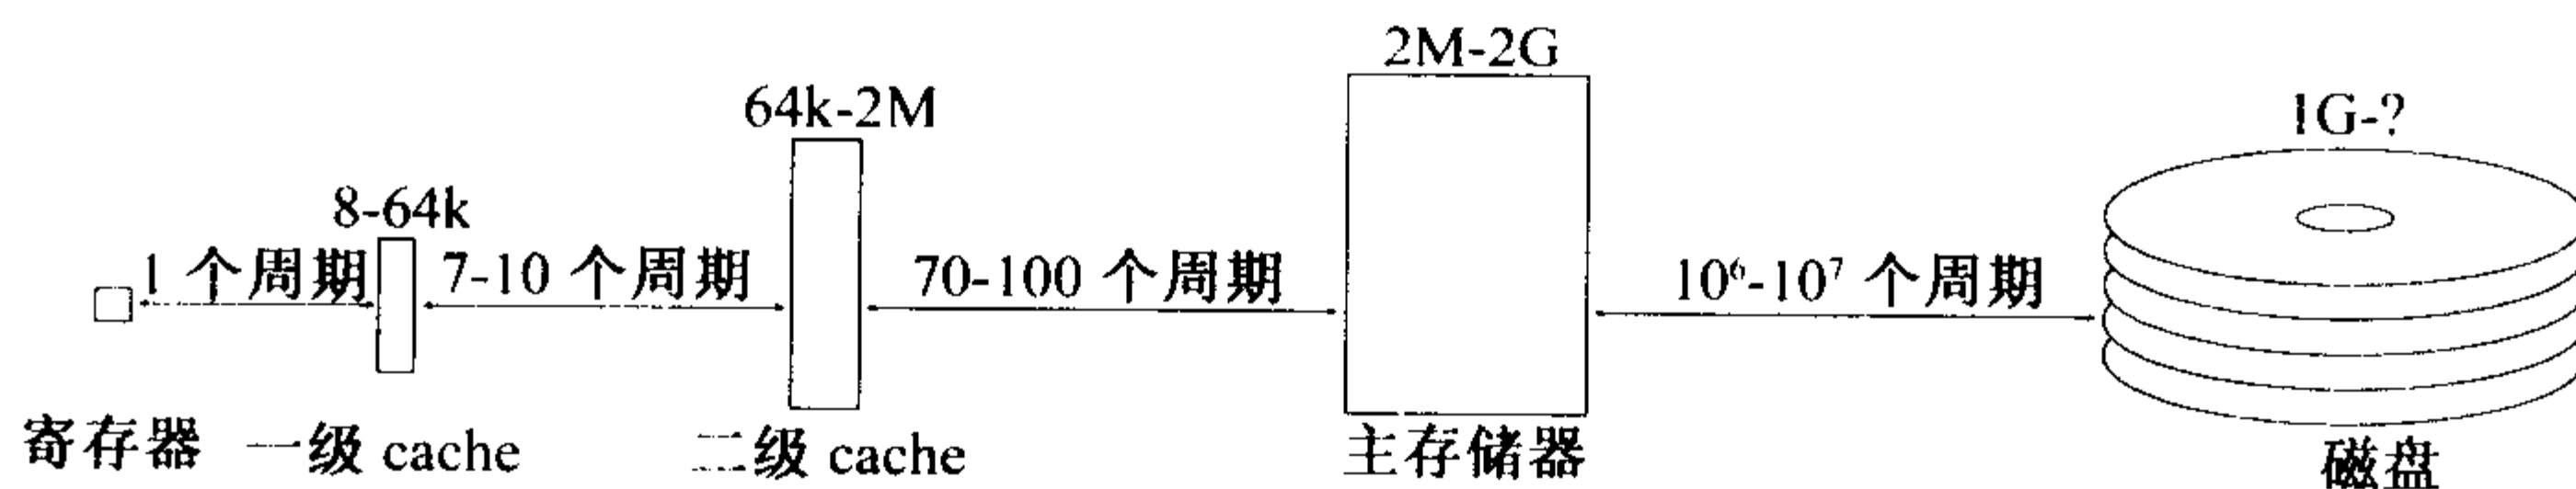 2M-2G
64k-2M
1G-?
8-64k
1 个周期
7-10 个周期
70-100 个周期
10⁶-10⁷ 个周期
寄存器
一级 cache
二级 cache
主存储器
磁盘